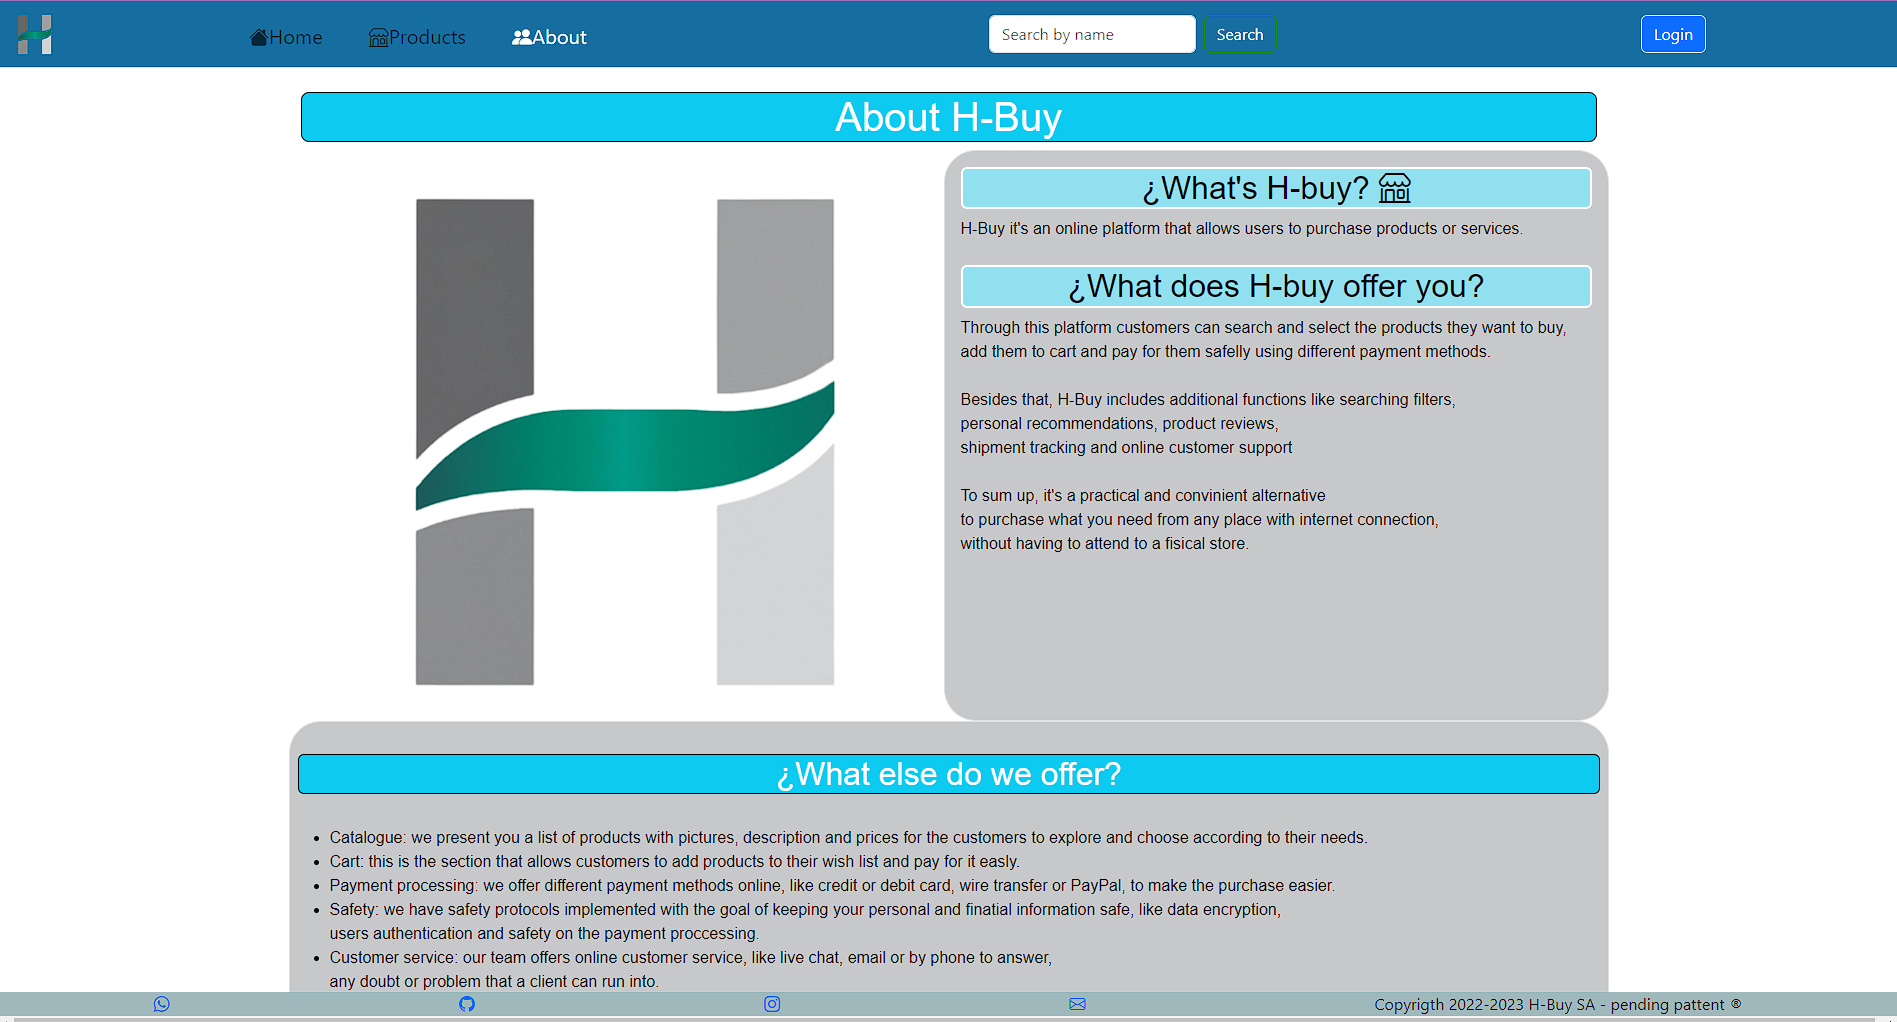 H
Home Products About Search by name Search Login
About H-Buy
¿What's H-buy?
H-Buy it's an online platform that allows users to purchase products or services.
¿What does H-buy offer you?
Through this platform customers can search and select the products they want to buy,
add them to cart and pay for them safelly using different payment methods.
Besides that, H-Buy includes additional functions like searching filters,
personal recommendations, product reviews,
shipment tracking and online customer support
To sum up, it's a practical and convinient alternative
to purchase what you need from any place with internet connection,
without having to attend to a fisical store.
H
¿What else do we offer?
• Catalogue: we present you a list of products with pictures, description and prices for the customers to explore and choose according to their needs.
• Cart: this is the section that allows customers to add products to their wish list and pay for it easly.
• Payment processing: we offer different payment methods online, like credit or debit card, wire transfer or PayPal, to make the purchase easier.
• Safety: we have safety protocols implemented with the goal of keeping your personal and finatial information safe, like data encryption,
users authentication and safety on the payment proccessing.
• Customer service: our team offers online customer service, like live chat, email or by phone to answer,
any doubt or problem that a client can run into.
Copyrigth 2022-2023 H-Buy SA - pending pattent ®